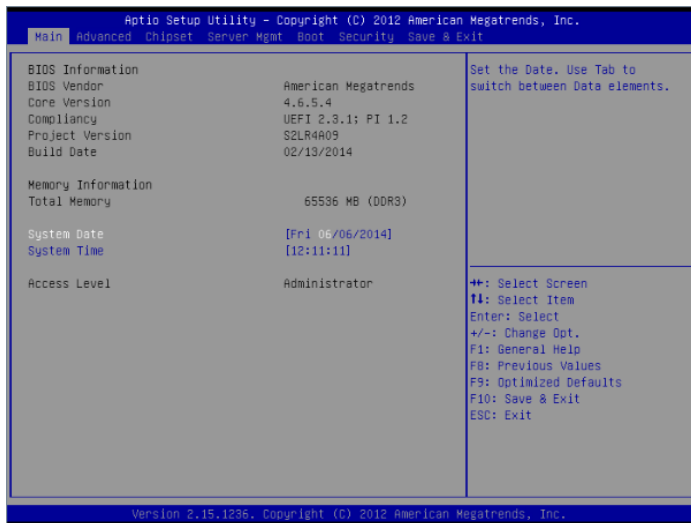 Aptio Setup Utility – Copyright (C) 2012 American Megatrends, Inc.
Main Advanced Chipset Server Mgmt Boot Security Save & Exit
BIOS Information
BIOS Vendor American Megatrends
Core Version 4.6.5.4
Compliancy UEFI 2.3.1; PI 1.2
Project Version S2LR4A09
Build Date 02/13/2014
Memory Information
Total Memory 65536 MB (DDR3)
System Date [Fri 06/06/2014]
System Time [12:11:11]
Access Level Administrator
Set the Date. Use Tab to
switch between Data elements.
→←: Select Screen
↑↓: Select Item
Enter: Select
+/-: Change Opt.
F1: General Help
F8: Previous Values
F9: Optimized Defaults
F10: Save & Exit
ESC: Exit
Version 2.15.1236. Copyright (C) 2012 American Megatrends, Inc.